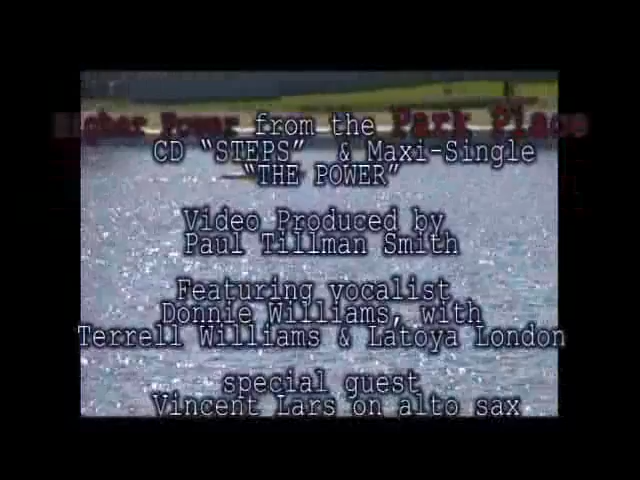 Higher Power from the Park Place
CD “STEPS” & Maxi-Single
“THE POWER”
Video Produced by
Paul Tillman Smith
Featuring vocalist
Donnie Williams, with
Terrell Williams & Latoya London
special guest
Vincent Lars on alto sax